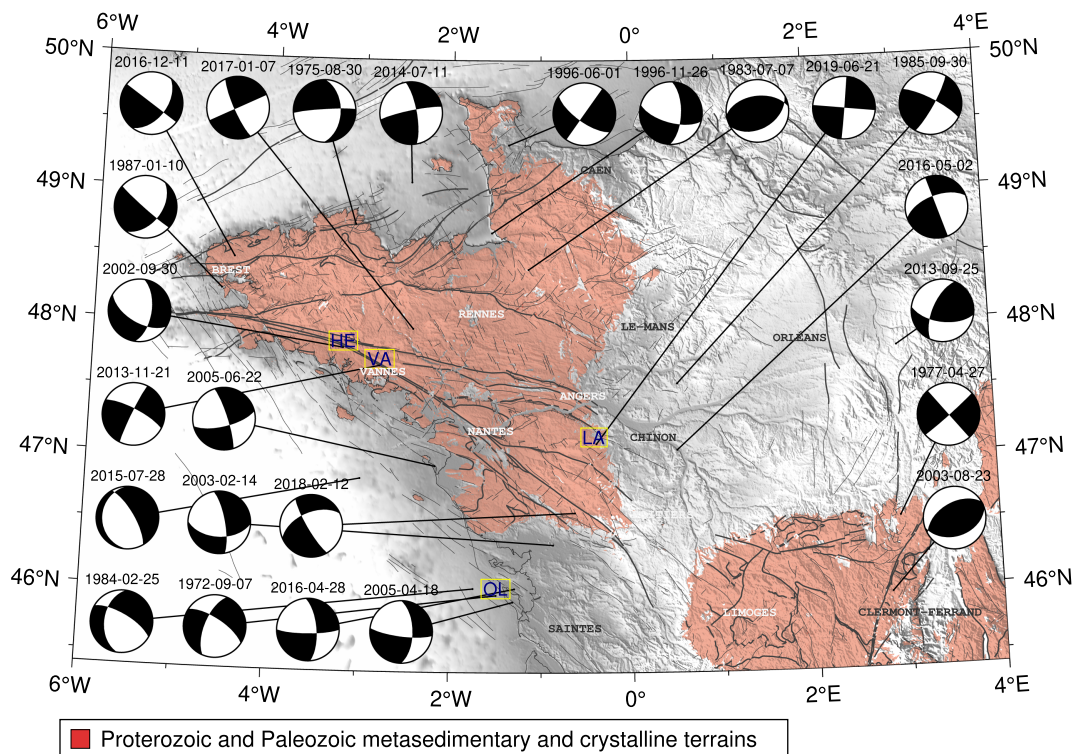 6°W 4°W 2°W 0° 2°E 4°E
50°N 50°N
2016-12-11 2017-01-07 1975-08-30 2014-07-11 1996-06-01 1996-11-26 1983-07-07 2019-06-21 1985-09-30
CAEN
1987-01-10 2016-05-02
49°N 49°N
2002-09-30 BREST 2013-09-25
48°N RENNES 48°N
HE LE-MANS ORLÉANS
VA
VANNES
2013-11-21 2005-06-22 1977-04-27
ANGERS
NANTES LA CHINON
47°N 47°N
2015-07-28 2003-02-14 2018-02-12 2003-08-23
46°N 46°N
1984-02-25 1972-09-07 2016-04-28 2005-04-18
OL
LIMOGES CLERMONT-FERRAND
SAINTES
6°W 4°W 2°W 0° 2°E 4°E
Proterozoic and Paleozoic metasedimentary and crystalline terrains